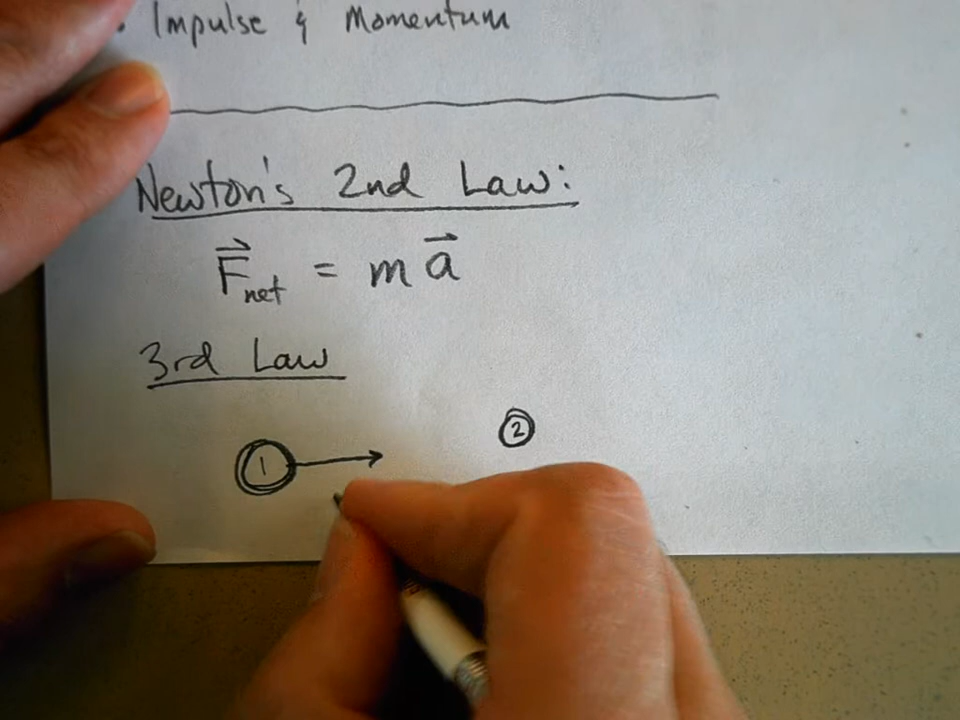 • Impulse & Momentum
Newton's 2nd Law:
F⃗net = m a⃗
3rd Law
1
2